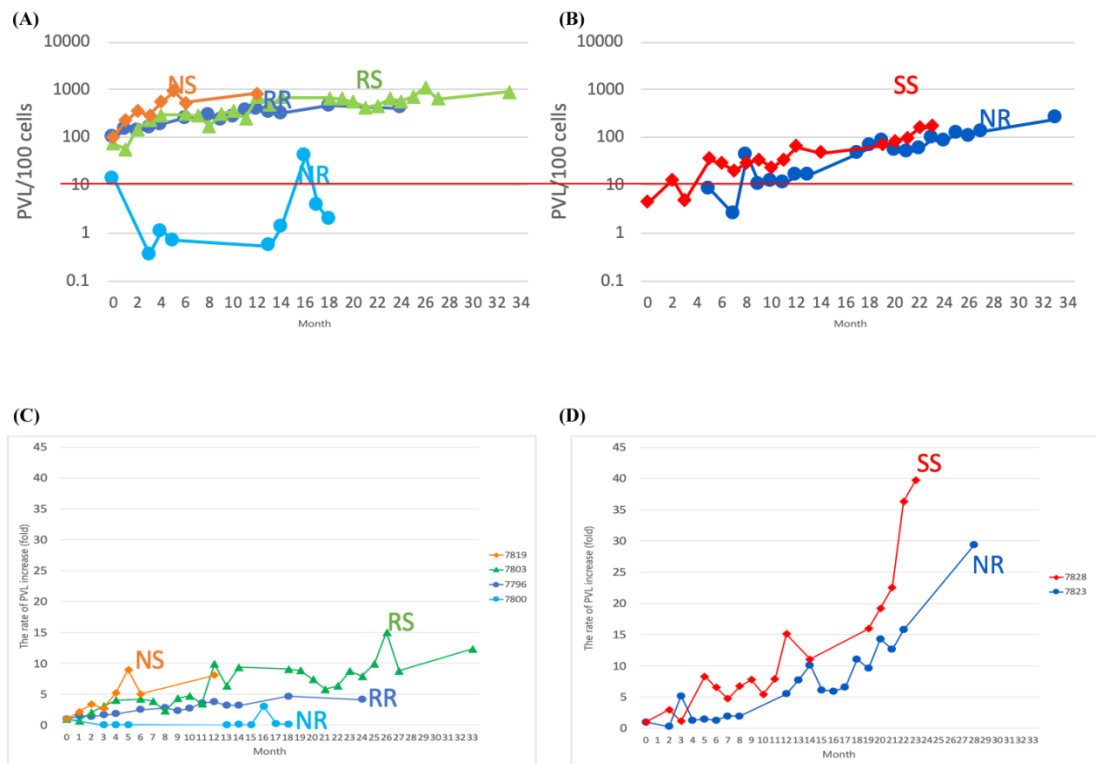 (A)
10000
1000
100
10
1
0.1
PVL/100 cells
NS
RR
RS
NR
0 2 4 6 8 10 12 14 16 18 20 22 24 26 28 30 32 34
Month
(B)
10000
1000
100
10
1
0.1
PVL/100 cells
SS
NR
0 2 4 6 8 10 12 14 16 18 20 22 24 26 28 30 32 34
Month
(C)
45
40
35
30
25
20
15
10
5
0
The rate of PVL increase (fold)
NS
RS
RR
NR
7819
7803
7796
7800
0 1 2 3 4 5 6 7 8 9 10 11 12 13 14 15 16 17 18 19 20 21 22 23 24 25 26 27 28 29 30 31 32 33
Month
(D)
45
40
35
30
25
20
15
10
5
0
The rate of PVL increase (fold)
SS
NR
7828
7823
0 1 2 3 4 5 6 7 8 9 10 11 12 13 14 15 16 17 18 19 20 21 22 23 24 25 26 27 28 29 30 31 32 33
Month